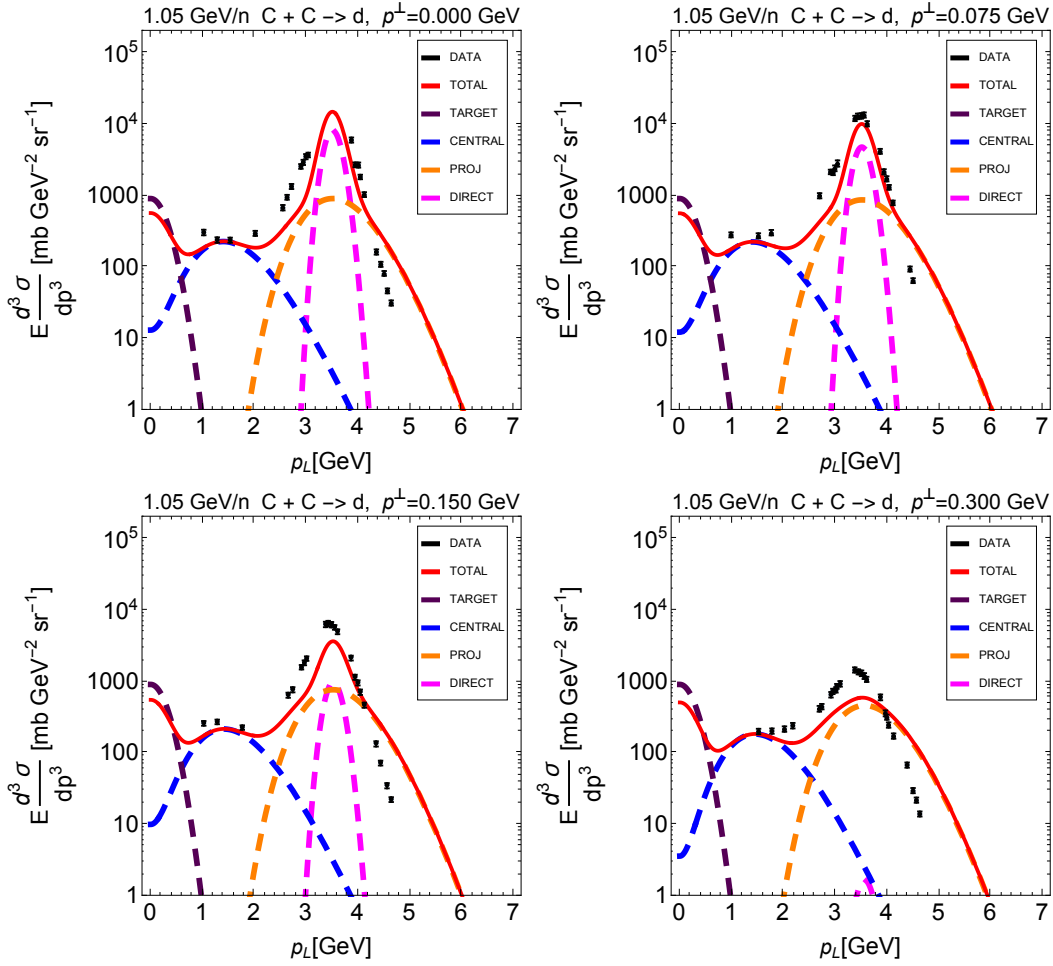 1.05 GeV/n C + C −> d, p⊥=0.000 GeV
10⁵
10⁴
1000
100
10
1
E d³ σ / dp³ [mb GeV⁻² sr⁻¹]
DATA
TOTAL
TARGET
CENTRAL
PROJ
DIRECT
0 1 2 3 4 5 6 7
p_L[GeV]
1.05 GeV/n C + C −> d, p⊥=0.075 GeV
10⁵
10⁴
1000
100
10
1
E d³ σ / dp³ [mb GeV⁻² sr⁻¹]
DATA
TOTAL
TARGET
CENTRAL
PROJ
DIRECT
0 1 2 3 4 5 6 7
p_L[GeV]
1.05 GeV/n C + C −> d, p⊥=0.150 GeV
10⁵
10⁴
1000
100
10
1
E d³ σ / dp³ [mb GeV⁻² sr⁻¹]
DATA
TOTAL
TARGET
CENTRAL
PROJ
DIRECT
0 1 2 3 4 5 6 7
p_L[GeV]
1.05 GeV/n C + C −> d, p⊥=0.300 GeV
10⁵
10⁴
1000
100
10
1
E d³ σ / dp³ [mb GeV⁻² sr⁻¹]
DATA
TOTAL
TARGET
CENTRAL
PROJ
DIRECT
0 1 2 3 4 5 6 7
p_L[GeV]